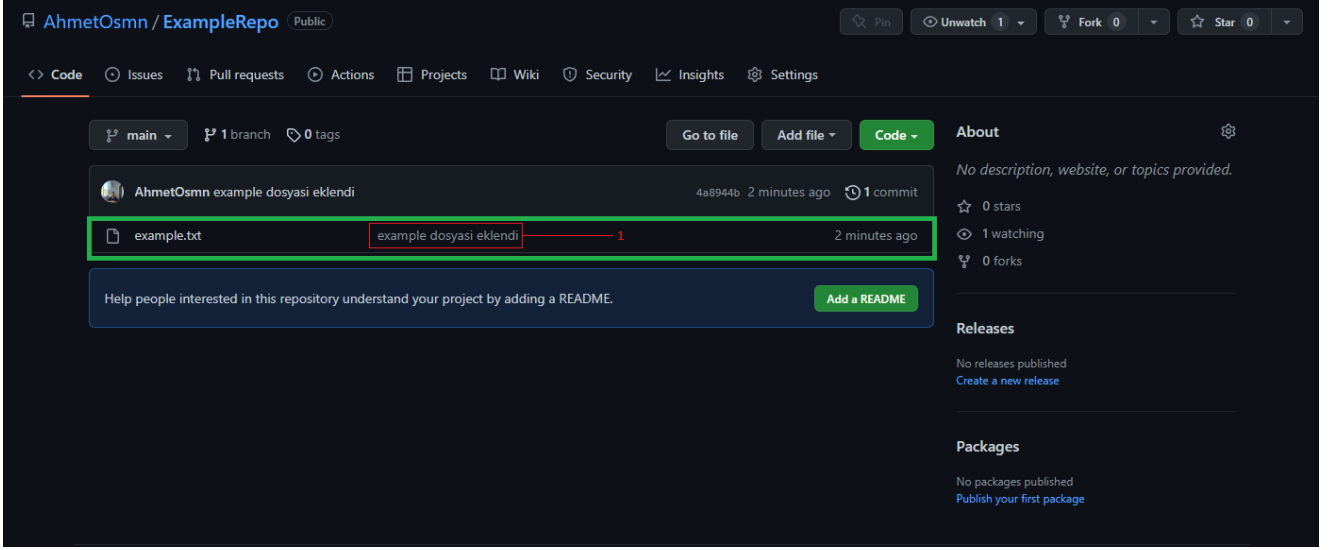 AhmetOsmn / ExampleRepo Public
Pin Unwatch 1 Fork 0 Star 0
Code Issues Pull requests Actions Projects Wiki Security Insights Settings
main 1 branch 0 tags Go to file Add file Code
AhmetOsmn example dosyasi eklendi 4a8944b 2 minutes ago 1 commit
example.txt example dosyasi eklendi 1 2 minutes ago
Help people interested in this repository understand your project by adding a README. Add a README
About
No description, website, or topics provided.
0 stars
1 watching
0 forks
Releases
No releases published
Create a new release
Packages
No packages published
Publish your first package